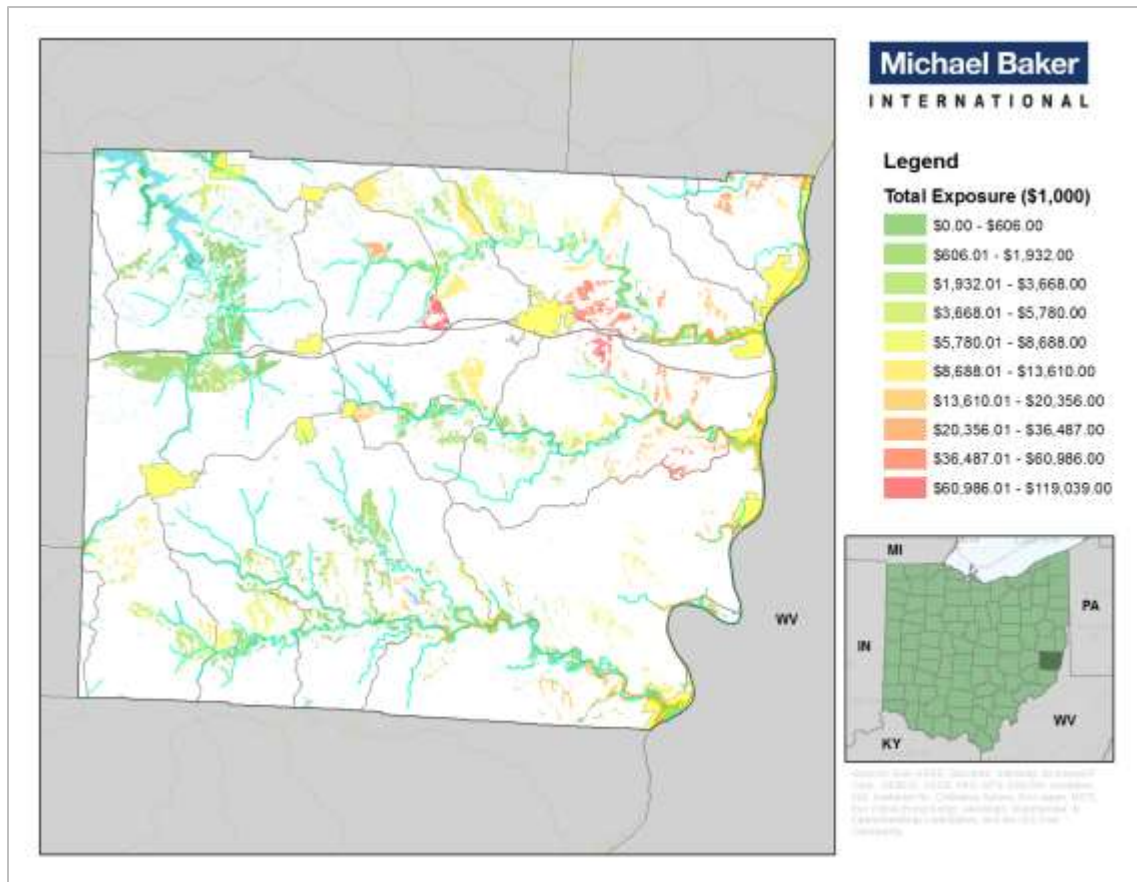 Michael Baker
INTERNATIONAL
Legend
Total Exposure ($1,000)
$0.00 - $606.00
$606.01 - $1,932.00
$1,932.01 - $3,668.00
$3,668.01 - $5,780.00
$5,780.01 - $8,688.00
$8,688.01 - $13,610.00
$13,610.01 - $20,356.00
$20,356.01 - $36,487.00
$36,487.01 - $60,986.00
$60,986.01 - $119,039.00
WV
MI
PA
IN
WV
KY